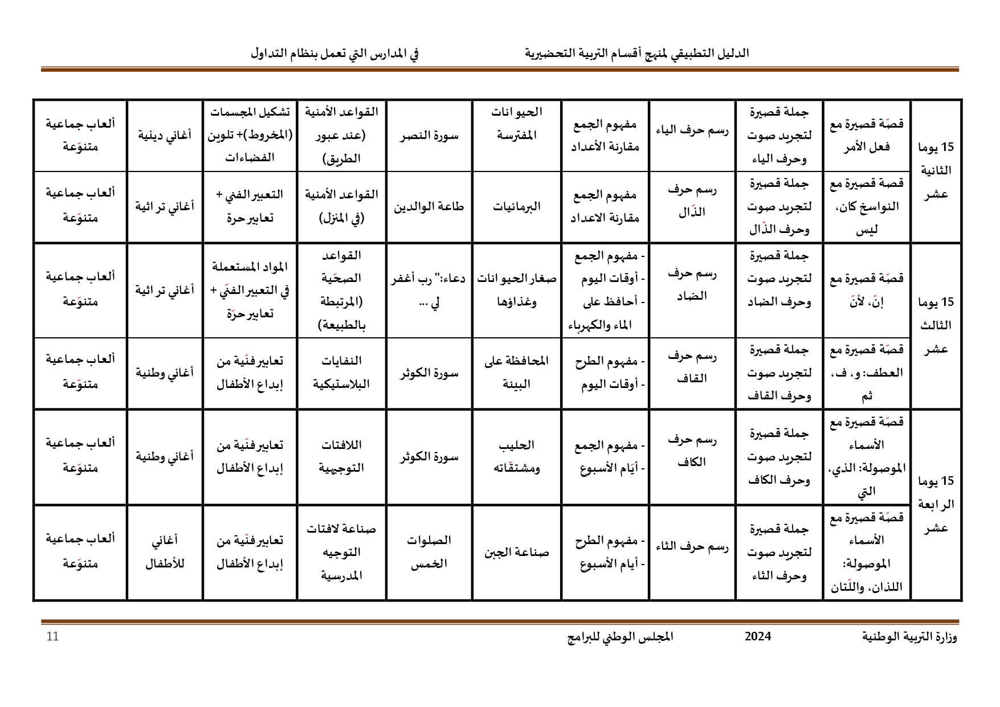 الدليل التطبيقي لمنهج أقسام التربية التحضيرية في المدارس التي تعمل بنظام التداول
15 يوما
الثانية
عشر
قصّة قصيرة مع
فعل الأمر
جملة قصيرة
لتجريد صوت
وحرف الياء
رسم حرف الياء
مفهوم الجمع
مقارنة الأعداد
الحيوانات
المفترسة
سورة النصر
القواعد الأمنية
(عند عبور
الطريق)
تشكيل المجسمات
(المخروط)+ تلوين
الفضاءات
أغاني دينية
ألعاب جماعية
متنوّعة
قصة قصيرة مع
النواسخ كان،
ليس
جملة قصيرة
لتجريد صوت
وحرف الذّال
رسم حرف
الذّال
مفهوم الجمع
مقارنة الاعداد
البرمائيات
طاعة الوالدين
القواعد الأمنية
(في المنزل)
التعبير الفني +
تعابير حرة
أغاني تراثية
ألعاب جماعية
متنوّعة
15 يوما
الثالث
عشر
قصّة قصيرة مع
إنّ، لأنّ
جملة قصيرة
لتجريد صوت
وحرف الضاد
رسم حرف
الضاد
- مفهوم الجمع
- أوقات اليوم
- أحافظ على
الماء والكهرباء
صغار الحيوانات
وغذاؤها
دعاء:" رب أغفر
لي ...
القواعد
الصحّية
(المرتبطة
بالطبيعة)
المواد المستعملة
في التعبير الفنّي +
تعابير حرّة
أغاني تراثية
ألعاب جماعية
متنوّعة
قصّة قصيرة مع
العطف: و، ف،
ثم
جملة قصيرة
لتجريد صوت
وحرف القاف
رسم حرف
القاف
- مفهوم الطرح
- أوقات اليوم
المحافظة على
البيئة
سورة الكوثر
النفايات
البلاستيكية
تعابير فنّية من
إبداع الأطفال
أغاني وطنية
ألعاب جماعية
متنوّعة
15 يوما
الرابعة
عشر
قصّة قصيرة مع
الأسماء
الموصولة: الذي،
التي
جملة قصيرة
لتجريد صوت
وحرف الكاف
رسم حرف
الكاف
- مفهوم الجمع
- أيّام الأسبوع
الحليب
ومشتقّاته
سورة الكوثر
اللافتات
التوجيهية
تعابير فنّية من
إبداع الأطفال
أغاني وطنية
ألعاب جماعية
متنوّعة
قصّة قصيرة مع
الأسماء
الموصولة:
اللذان، واللّتان
جملة قصيرة
لتجريد صوت
وحرف الثاء
رسم حرف الثاء
- مفهوم الطرح
- أيام الأسبوع
صناعة الجبن
الصلوات
الخمس
صناعة لافتات
التوجيه
المدرسية
تعابير فنّية من
إبداع الأطفال
أغاني
للأطفال
ألعاب جماعية
متنوّعة
وزارة التربية الوطنية 2024 المجلس الوطني للبرامج 11